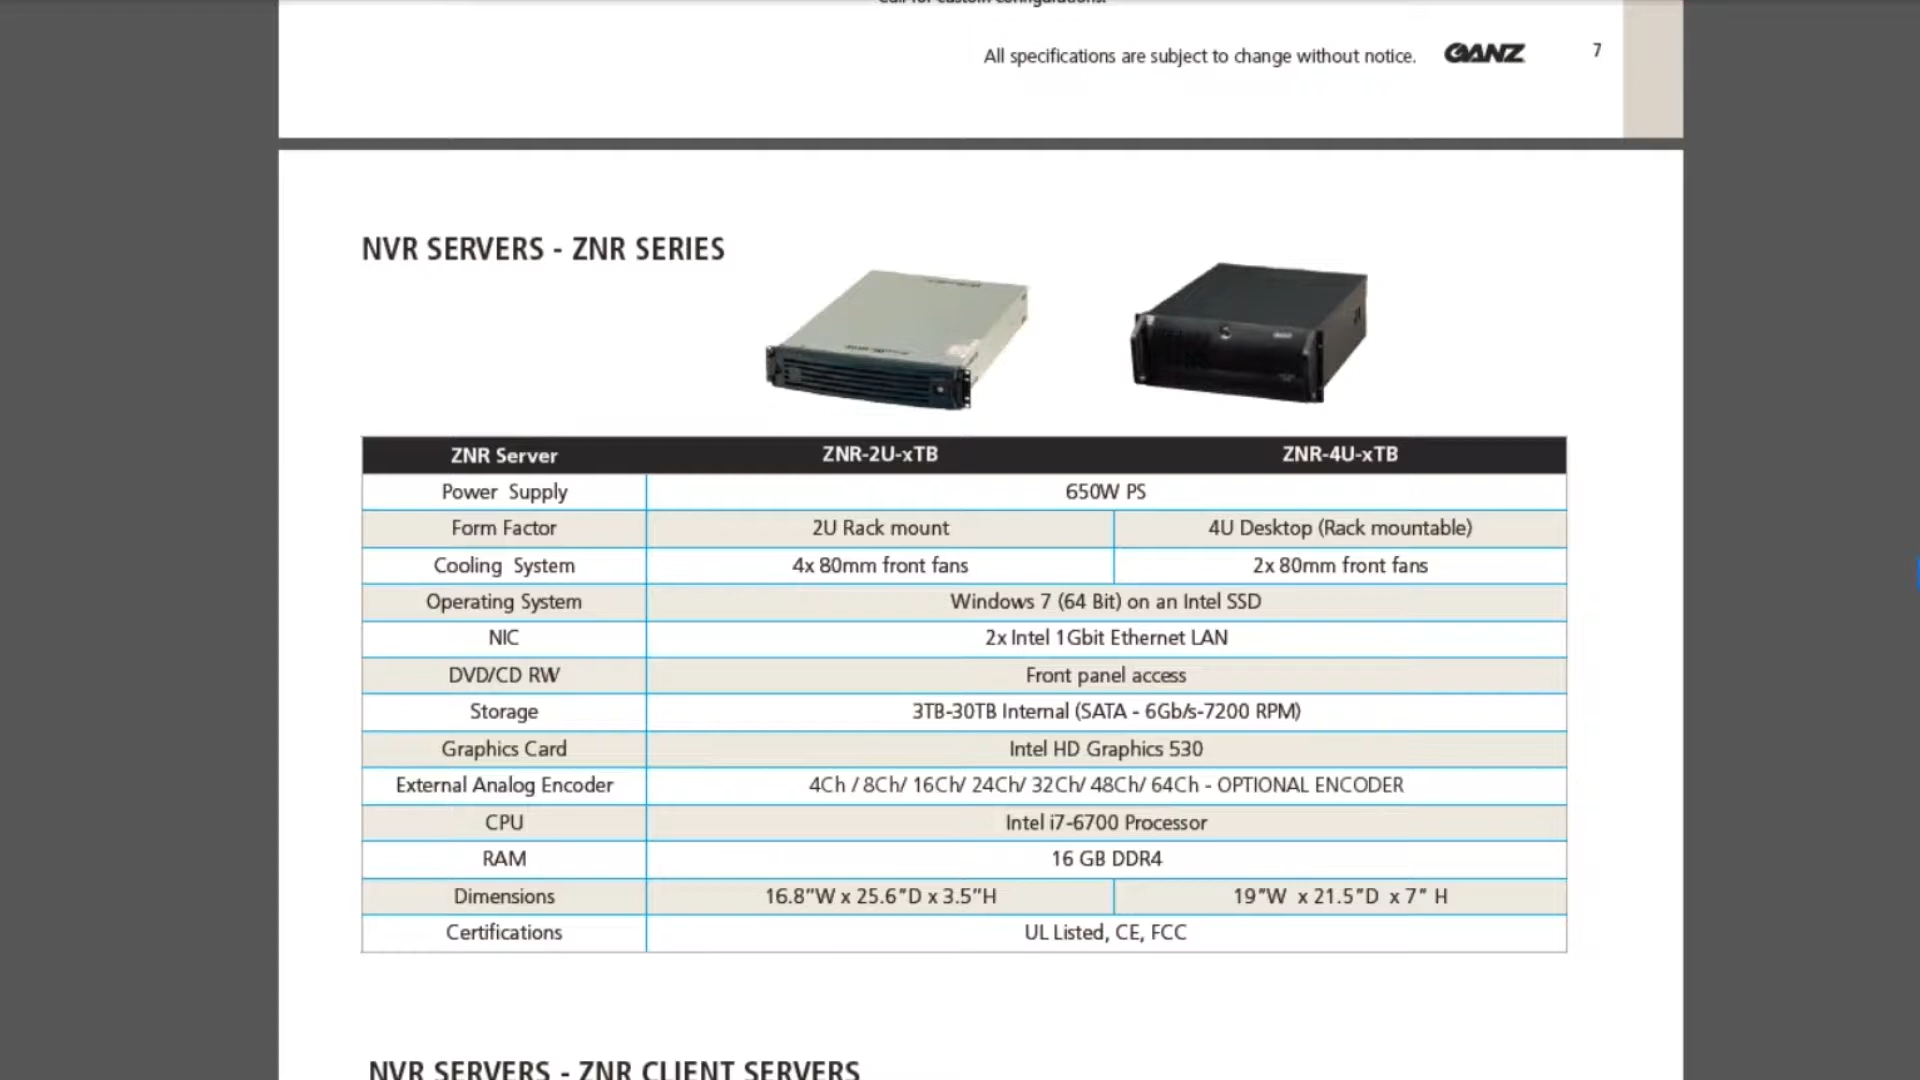 Call for custom configurations.
All specifications are subject to change without notice. GANZ 7
NVR SERVERS - ZNR SERIES
ZNR Server ZNR-2U-xTB ZNR-4U-xTB
Power Supply 650W PS
Form Factor 2U Rack mount 4U Desktop (Rack mountable)
Cooling System 4x 80mm front fans 2x 80mm front fans
Operating System Windows 7 (64 Bit) on an Intel SSD
NIC 2x Intel 1Gbit Ethernet LAN
DVD/CD RW Front panel access
Storage 3TB-30TB Internal (SATA - 6Gb/s-7200 RPM)
Graphics Card Intel HD Graphics 530
External Analog Encoder 4Ch / 8Ch/ 16Ch/ 24Ch/ 32Ch/ 48Ch/ 64Ch - OPTIONAL ENCODER
CPU Intel i7-6700 Processor
RAM 16 GB DDR4
Dimensions 16.8"W x 25.6"D x 3.5"H 19"W x 21.5"D x 7" H
Certifications UL Listed, CE, FCC
NVR SERVERS - ZNR CLIENT SERVERS